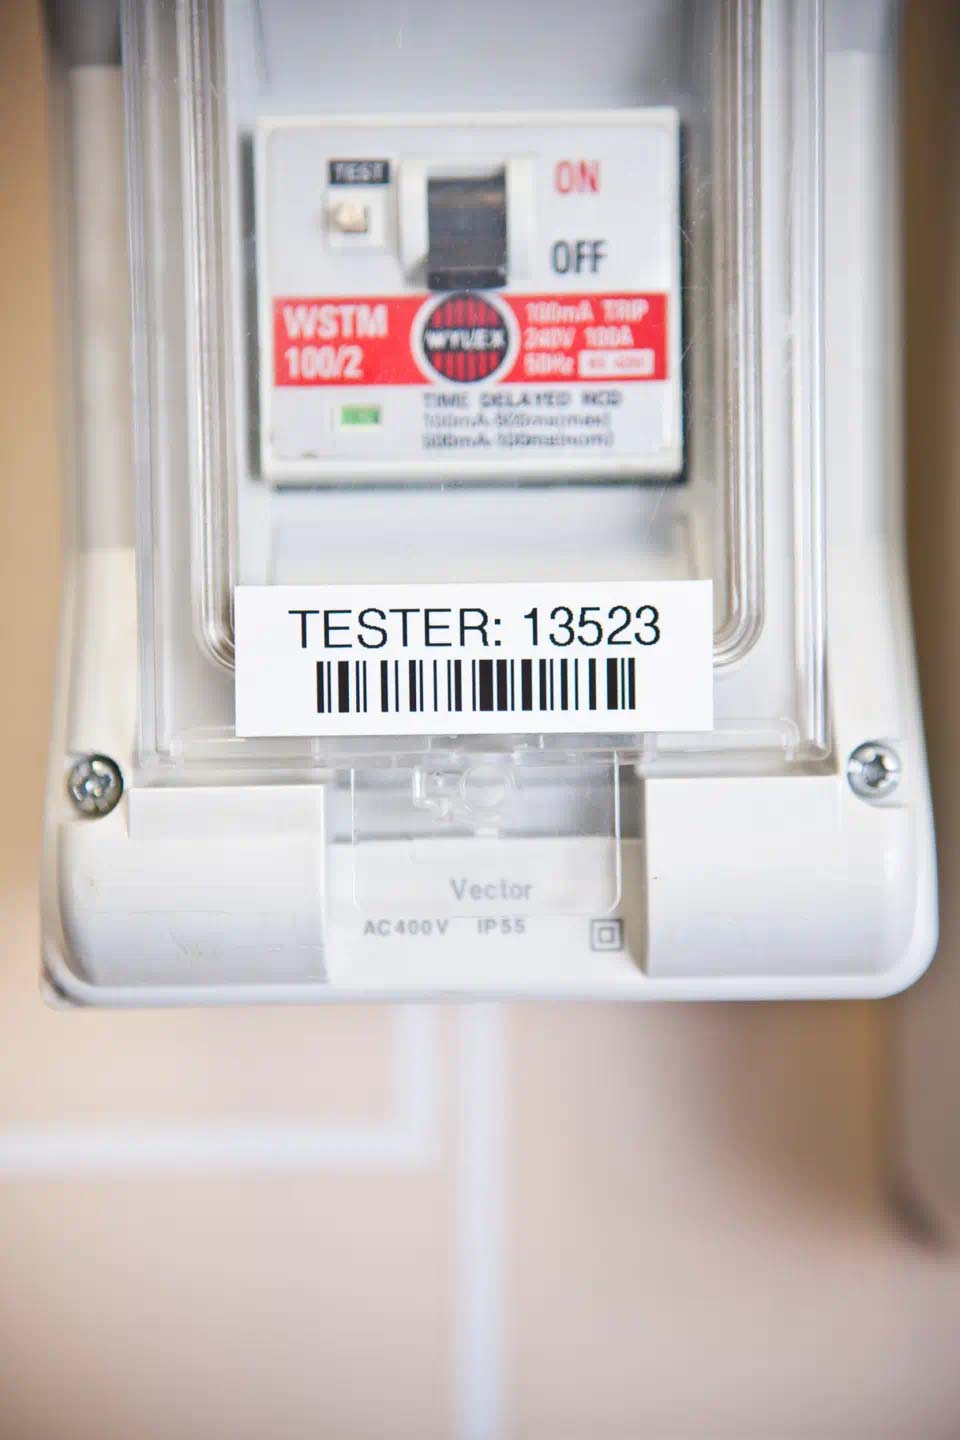 TEST
ON
OFF
WSTM
100/2
WYLEX
100mA TRIP
240V 100A
50Hz
TIME DELAYED RCD
TESTER: 13523
Vector
AC400V IP55